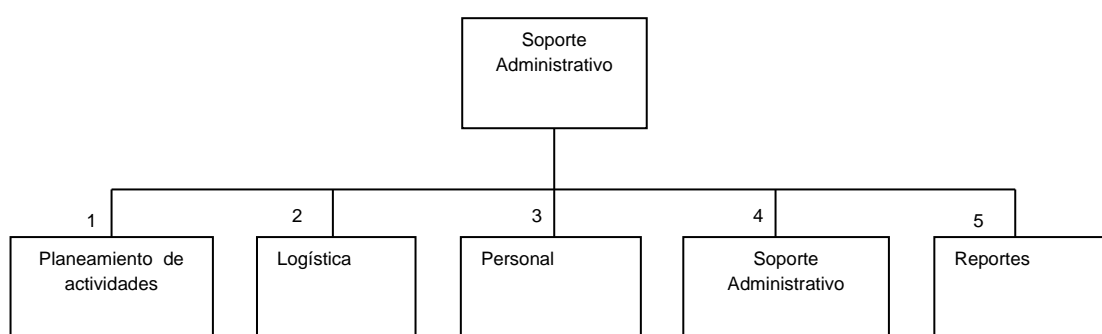 Soporte
Administrativo
1
2
3
4
5
Planeamiento de
actividades
Logística
Personal
Soporte
Administrativo
Reportes